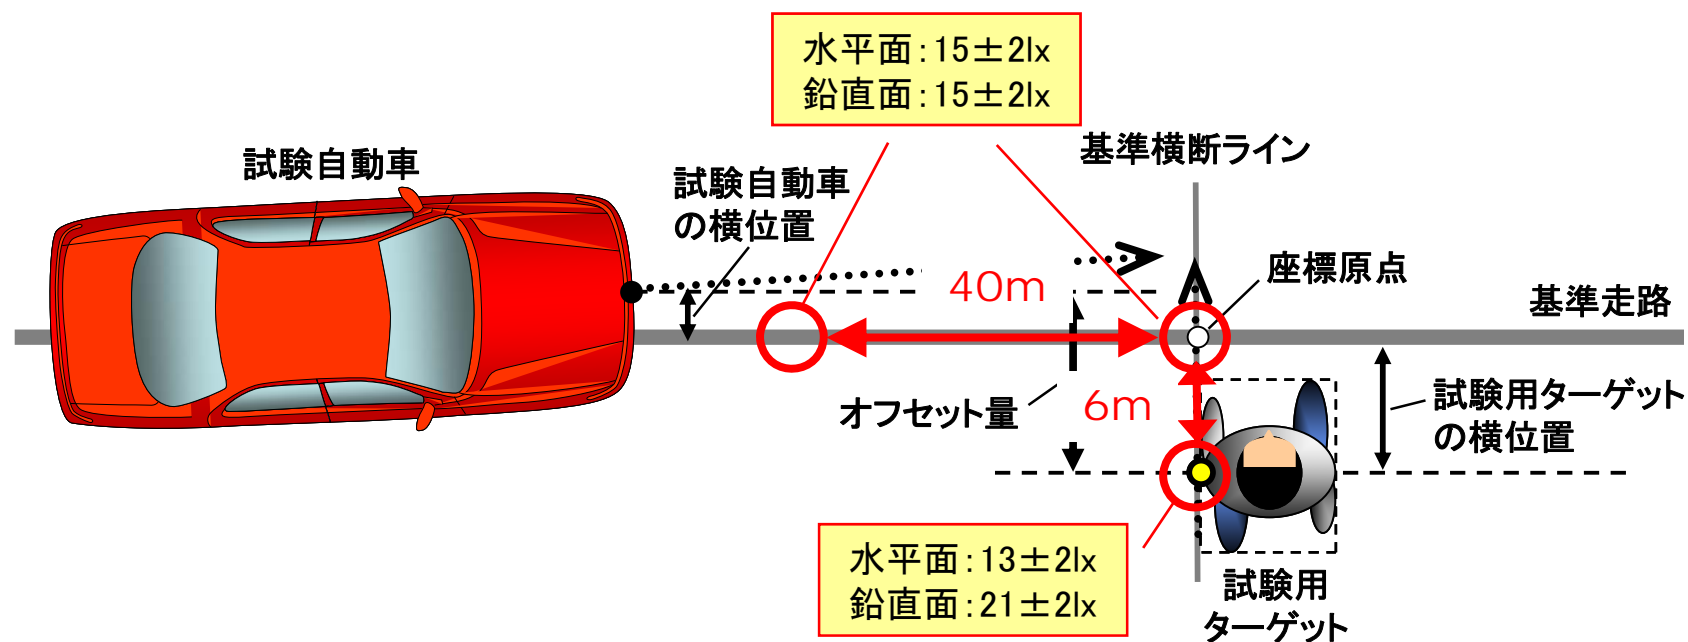 水平面:15±2lx
鉛直面:15±2lx
試験自動車
試験自動車
の横位置
基準横断ライン
座標原点
40m
基準走路
オフセット量
6m
試験用ターゲット
の横位置
水平面:13±2lx
鉛直面:21±2lx
試験用
ターゲット